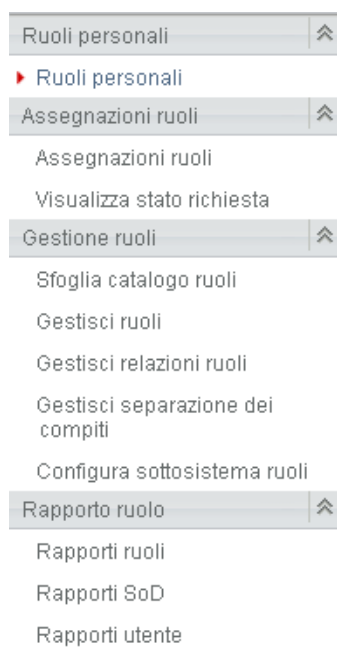 Ruoli personali
Ruoli personali
Assegnazioni ruoli
Assegnazioni ruoli
Visualizza stato richiesta
Gestione ruoli
Sfoglia catalogo ruoli
Gestisci ruoli
Gestisci relazioni ruoli
Gestisci separazione dei
compiti
Configura sottosistema ruoli
Rapporto ruolo
Rapporti ruoli
Rapporti SoD
Rapporti utente